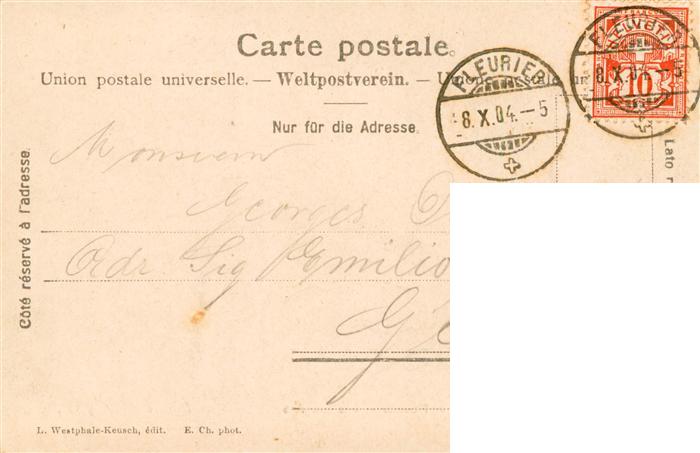 Carte postale.
Union postale universelle. — Weltpostverein. —
Nur für die Adresse.
FLEURIER
8.X.04.–5
HELVETIA
10
Côté réservé à l'adresse.
Lato
Monsieur
Georges
Adr Sig Emilio
L. Westphale-Keusch, édit. E. Ch. phot.